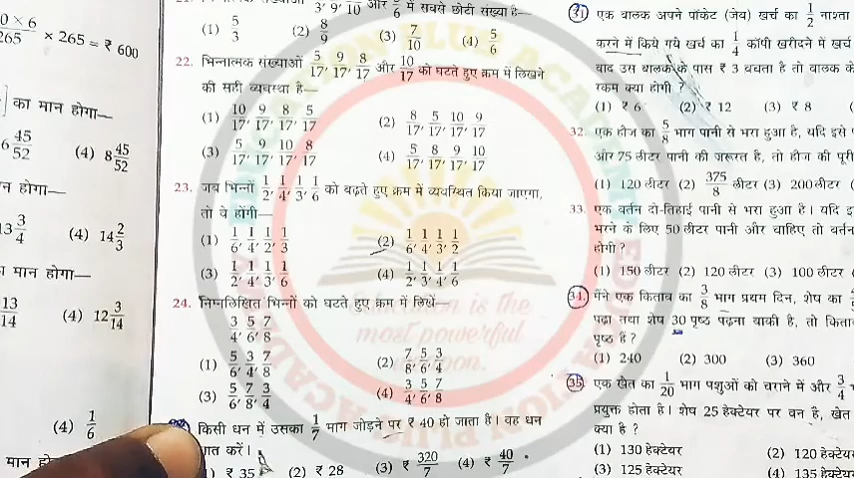 0 × 6/265 × 265 = ₹ 600
] का मान होगा—
6 45/52 (4) 8 45/52
न होगा—
13 3/4 (4) 14 2/3
ा मान होगा—
13/14 (4) 12 3/14
(4) 1/6
मान हो
3' 9' 10 और 6 में सबसे छोटी संख्या है—
(1) 5/3 (2) 8/9 (3) 7/10 (4) 5/6
22. भिन्नात्मक संख्याओं 5/17, 9/17, 8/17 और 10/17 को घटते हुए क्रम में लिखने
की सही व्यवस्था है—
(1) 10/17, 9/17, 8/17, 5/17 (2) 8/17, 5/17, 10/17, 9/17
(3) 5/17, 9/17, 10/17, 8/17 (4) 5/17, 8/17, 9/17, 10/17
23. जब भिन्नों 1/2, 1/4, 1/3, 1/6 को बढ़ते हुए क्रम में व्यवस्थित किया जाएगा,
तो वे होंगी—
(1) 1/6, 1/4, 1/2, 1/3 (2) 1/6, 1/4, 1/3, 1/2
(3) 1/2, 1/4, 1/3, 1/6 (4) 1/2, 1/3, 1/4, 1/6
24. निम्नलिखित भिन्नों को घटते हुए क्रम में लिखें—
3/4, 5/6, 7/8
(1) 5/6, 3/4, 7/8 (2) 7/8, 5/6, 3/4
(3) 5/6, 7/8, 3/4 (4) 3/4, 5/6, 7/8
किसी धन में उसका 1/7 भाग जोड़ने पर ₹ 40 हो जाता है। वह धन
ज्ञात करें।
) ₹ 35 (2) ₹ 28 (3) ₹ 320/7 (4) ₹ 40/7
31. एक बालक अपने पॉकेट (जेब) खर्च का 1/2 नाश्ता
करने में किये गये खर्च का 1/4 कॉपी खरीदने में खर्च
बाद उस बालक के पास ₹ 3 बचता है तो बालक के
रकम क्या होगी ?
(1) ₹ 6 (2) ₹ 12 (3) ₹ 8 (
32. एक हौज का 5/8 भाग पानी से भरा हुआ है, यदि इसे
और 75 लीटर पानी की जरूरत है, तो हौज की पूरी
(1) 120 लीटर (2) 375/8 लीटर (3) 200 लीटर (
33. एक बर्तन दो-तिहाई पानी से भरा हुआ है। यदि इ
भरने के लिए 50 लीटर पानी और चाहिए तो बर्तन
होगी ?
(1) 150 लीटर (2) 120 लीटर (3) 100 लीटर (
34. मैंने एक किताब का 3/8 भाग प्रथम दिन, शेष का
पढ़ा तथा शेष 30 पृष्ठ पढ़ना बाकी है, तो किता
पृष्ठ हैं ?
(1) 240 (2) 300 (3) 360
35. एक खेत का 1/20 भाग पशुओं को चराने में और 3/4
प्रयुक्त होता है। शेष 25 हेक्टेयर पर वन है, खेत
क्या है ?
(1) 130 हेक्टेयर (2) 120 हेक्टेय
(3) 125 हेक्टेयर (4) 135 हेक्टेय
is the
most powerful